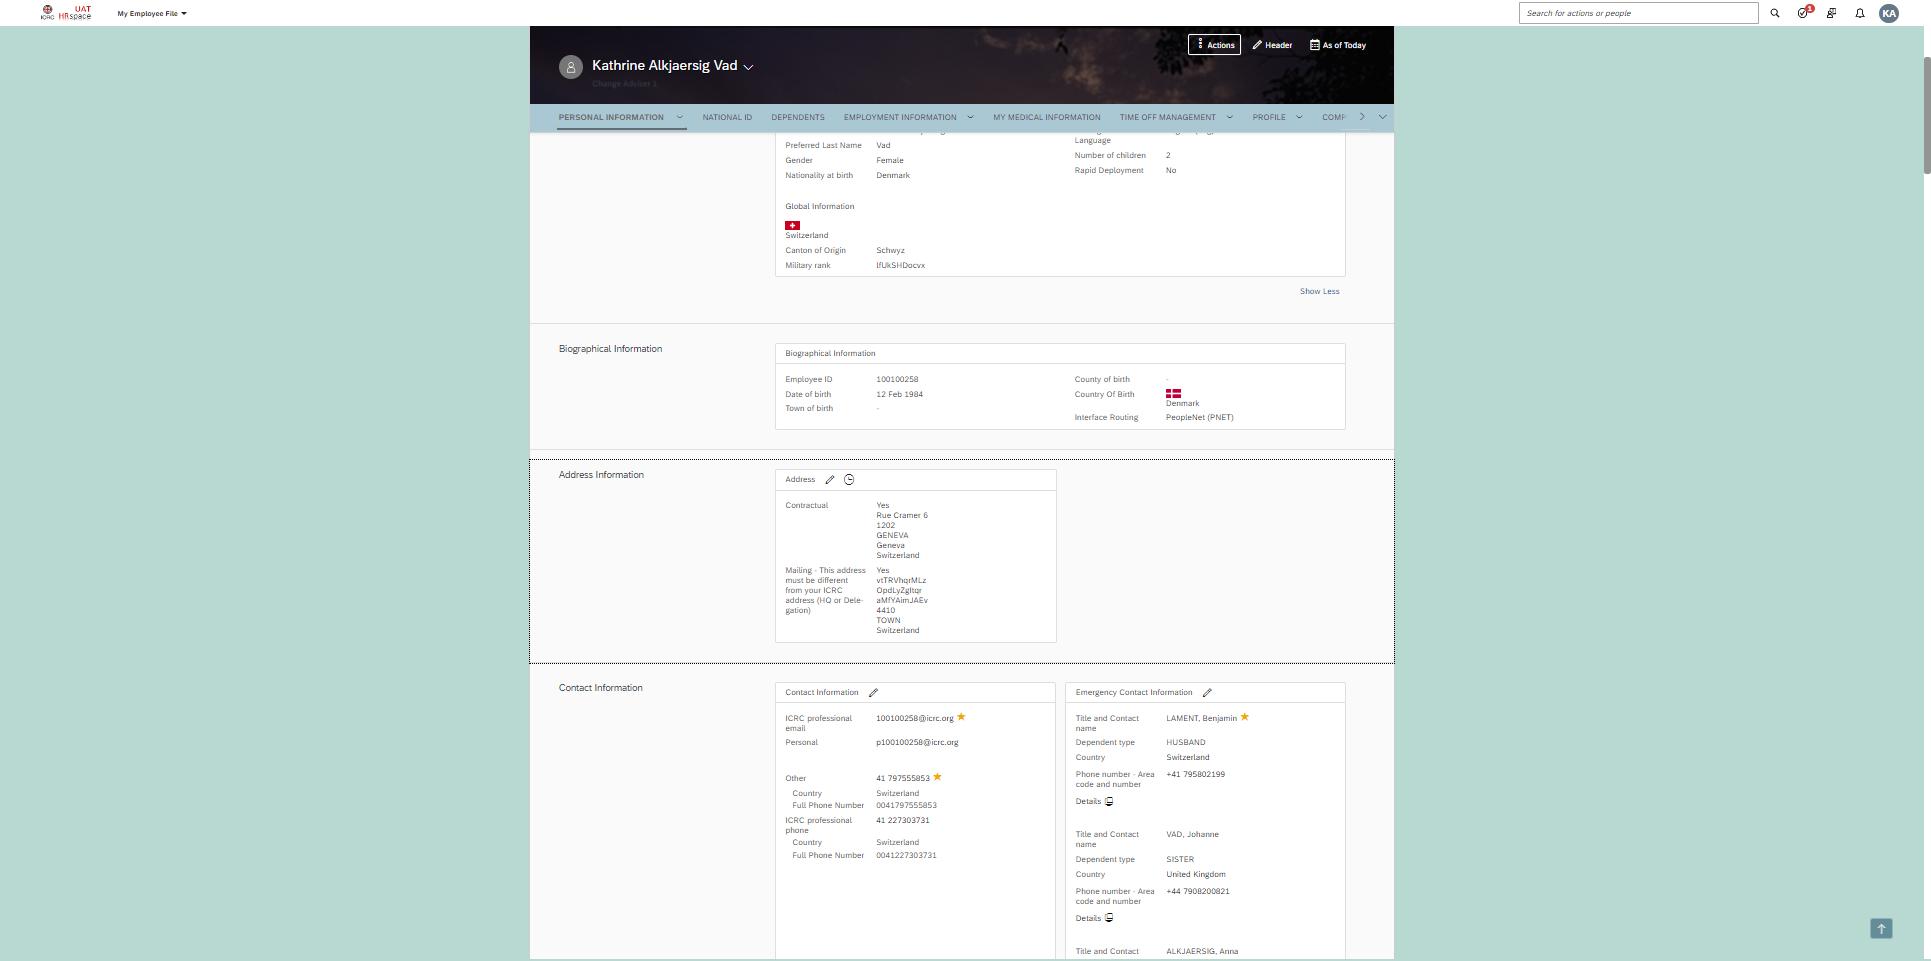 ICRC
UAT
HRspace
My Employee File
Search for actions or people
1
KA
Actions
Header
As of Today
Kathrine Alkjaersig Vad
Change Adviser 1
PERSONAL INFORMATION
NATIONAL ID
DEPENDENTS
EMPLOYMENT INFORMATION
MY MEDICAL INFORMATION
TIME OFF MANAGEMENT
PROFILE
COMP
Preferred Last Name Vad
Gender Female
Nationality at birth Denmark
Language
Number of children 2
Rapid Deployment No
Global Information
Switzerland
Canton of Origin Schwyz
Military rank lfUkSHDocvx
Show Less
Biographical Information
Biographical Information
Employee ID 100100258
Date of birth 12 Feb 1984
Town of birth -
County of birth -
Country Of Birth
Denmark
Interface Routing PeopleNet (PNET)
Address Information
Address
Contractual Yes
Rue Cramer 6
1202
GENEVA
Geneva
Switzerland
Mailing - This address Yes
must be different vtTRVhqrMLz
from your ICRC OpdLyZgltqr
address (HQ or Dele- aMfYAimJAEv
gation) 4410
TOWN
Switzerland
Contact Information
Contact Information
ICRC professional 100100258@icrc.org
email
Personal p100100258@icrc.org
Other 41 797555853
Country Switzerland
Full Phone Number 0041797555853
ICRC professional 41 227303731
phone
Country Switzerland
Full Phone Number 0041227303731
Emergency Contact Information
Title and Contact LAMENT, Benjamin
name
Dependent type HUSBAND
Country Switzerland
Phone number - Area +41 795802199
code and number
Details
Title and Contact VAD, Johanne
name
Dependent type SISTER
Country United Kingdom
Phone number - Area +44 7908200821
code and number
Details
Title and Contact ALKJAERSIG, Anna